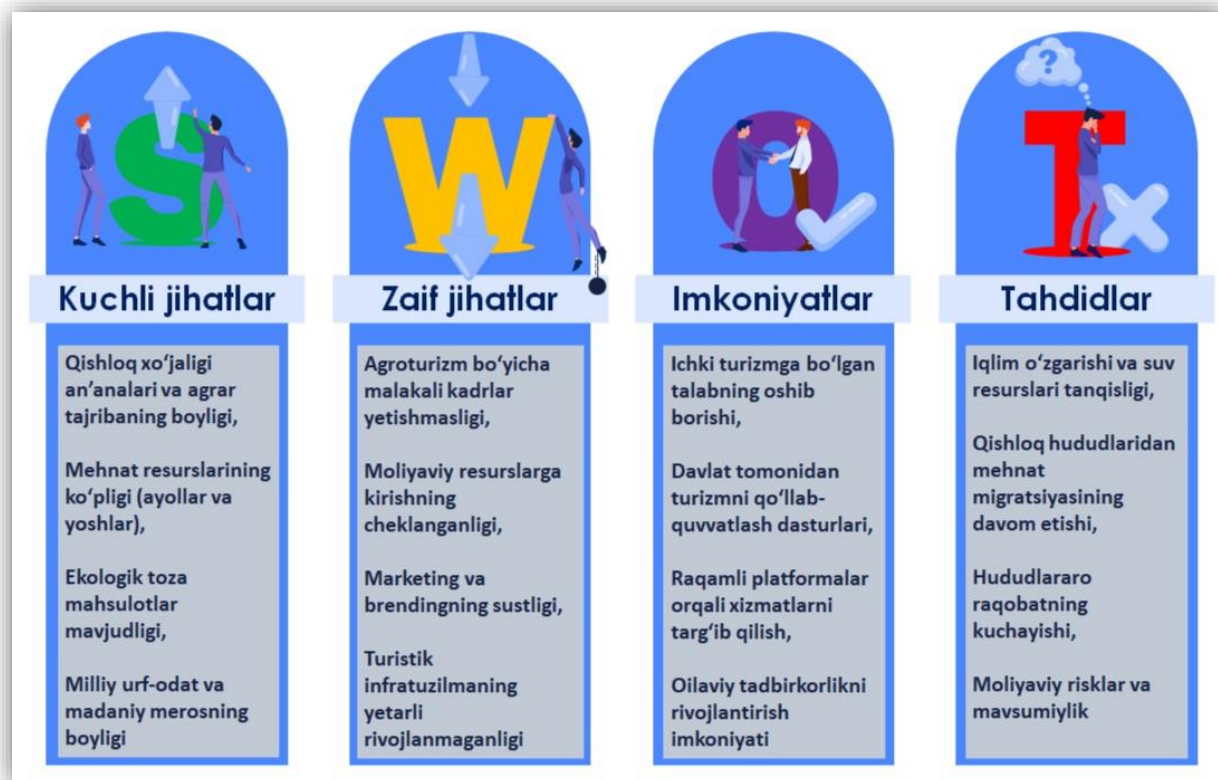 S
Kuchli jihatlar
Qishloq xo‘jaligi
an’analari va agrar
tajribaning boyligi,
Mehnat resurslarining
ko‘pligi (ayollar va
yoshlar),
Ekologik toza
mahsulotlar
mavjudligi,
Milliy urf-odat va
madaniy merosning
boyligi
W
Zaif jihatlar
Agroturizm bo‘yicha
malakali kadrlar
yetishmasligi,
Moliyaviy resurslarga
kirishning
cheklanganligi,
Marketing va
brendingning sustligi,
Turistik
infratuzilmaning
yetarli
rivojlanmaganligi
O
Imkoniyatlar
Ichki turizmga bo‘lgan
talabning oshib
borishi,
Davlat tomonidan
turizmni qo‘llab-
quvvatlash dasturlari,
Raqamli platformalar
orqali xizmatlarni
targ‘ib qilish,
Oilaviy tadbirkorlikni
rivojlantirish
imkoniyati
?
T
Tahdidlar
Iqlim o‘zgarishi va suv
resurslari tanqisligi,
Qishloq hududlaridan
mehnat
migratsiyasining
davom etishi,
Hududlararo
raqobatning
kuchayishi,
Moliyaviy risklar va
mavsumiylik